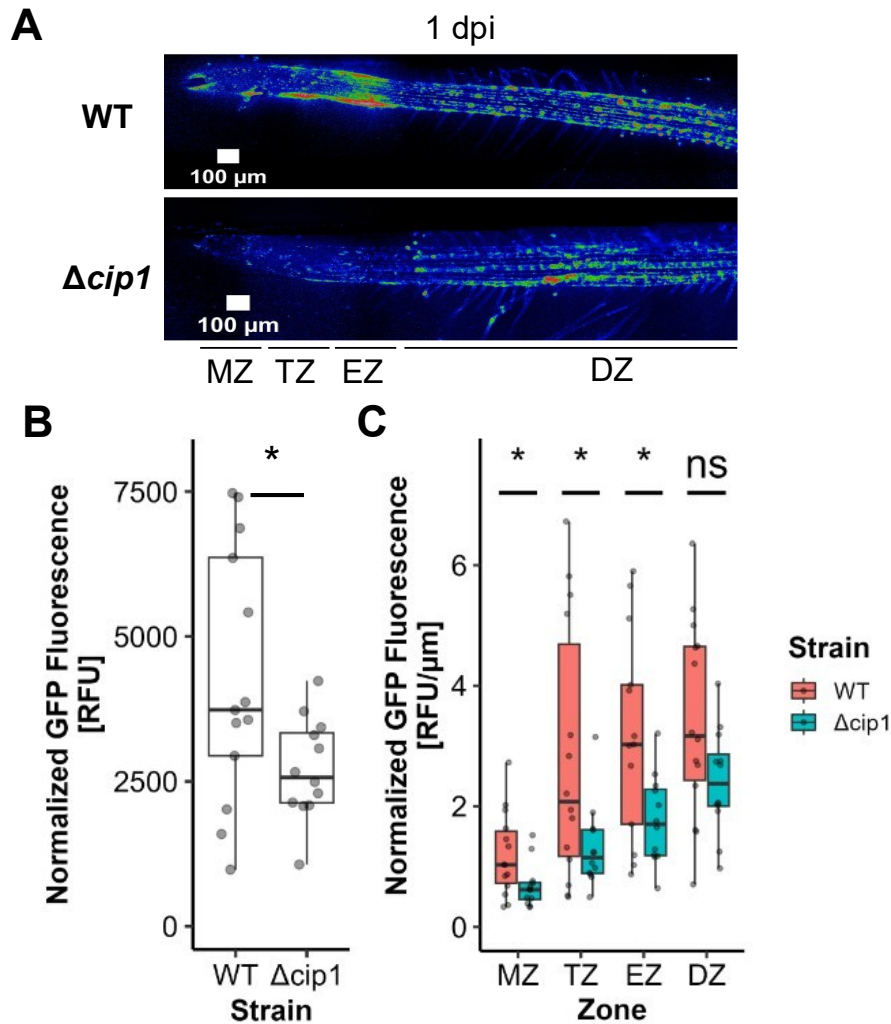 A
1 dpi
WT
100 µm
Δcip1
100 µm
MZ TZ EZ DZ
B
Normalized GFP Fluorescence
[RFU]
7500
5000
2500
0
*
WT Δcip1
Strain
C
Normalized GFP Fluorescence
[RFU/µm]
6
4
2
0
* * * ns
MZ TZ EZ DZ
Zone
Strain
WT
Δcip1